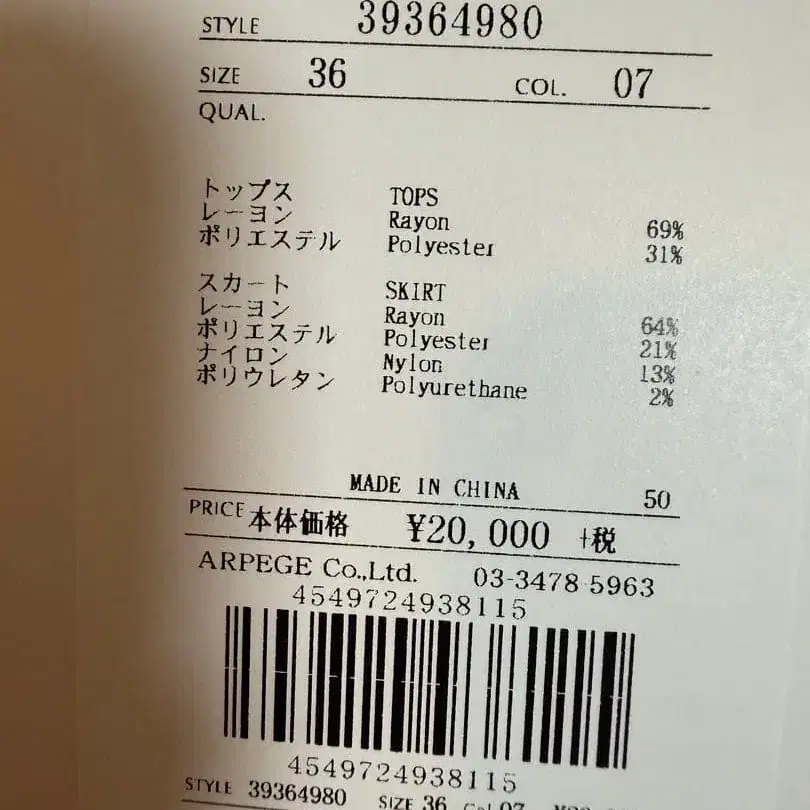 STYLE 39364980
SIZE 36 COL. 07
QUAL.
トップス TOPS
レーヨン Rayon 69%
ポリエステル Polyester 31%
スカート SKIRT
レーヨン Rayon 64%
ポリエステル Polyester 21%
ナイロン Nylon 13%
ポリウレタン Polyurethane 2%
MADE IN CHINA 50
PRICE 本体価格 ¥20,000 +税
ARPEGE Co.,Ltd. 03-3478-5963
4549724938115
4549724938115
STYLE 39364980 SIZE 36 Col 07